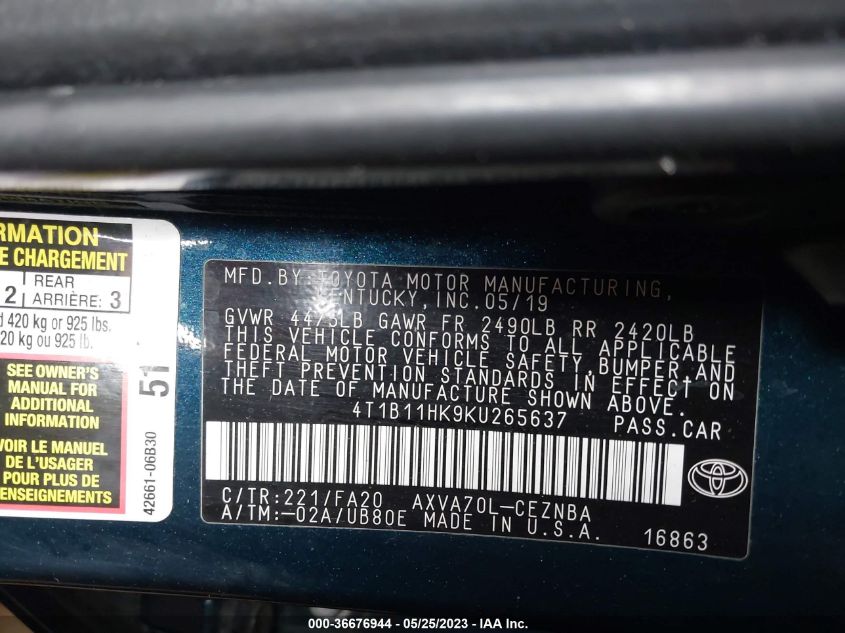 RMATION
E CHARGEMENT
2 REAR ARRIÈRE: 3
d 420 kg or 925 lbs.
20 kg ou 925 lb.
SEE OWNER'S
MANUAL FOR
ADDITIONAL
INFORMATION
VOIR LE MANUEL
DE L'USAGER
POUR PLUS DE
RENSEIGNEMENTS
51
42661-06B30
MFD.BY:TOYOTA MOTOR MANUFACTURING,
KENTUCKY, INC.05/19
GVWR 4475LB GAWR FR 2490LB RR 2420LB
THIS VEHICLE CONFORMS TO ALL APPLICABLE
FEDERAL MOTOR VEHICLE SAFETY,BUMPER,AND
THEFT PREVENTION STANDARDS IN EFFECT ON
THE DATE OF MANUFACTURE SHOWN ABOVE.
4T1B11HK9KU265637 PASS.CAR
C/TR:221/FA20 AXVA70L-CEZNBA
A/TM:-02A/UB80E MADE IN U.S.A.
16863
TOYOTA
000-36676944 / 05/25/2023 / Copyright IAA, Inc.